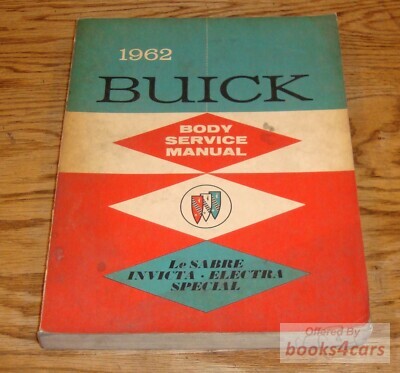 1962
BUICK
BODY
SERVICE
MANUAL
Le SABRE
INVICTA · ELECTRA
SPECIAL
Offered By
books4cars